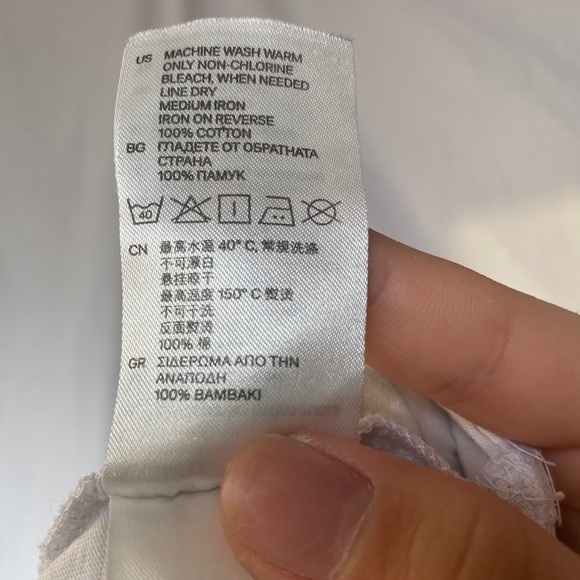 US MACHINE WASH WARM
ONLY NON-CHLORINE
BLEACH, WHEN NEEDED
LINE DRY
MEDIUM IRON
IRON ON REVERSE
100% COTTON
BG ГЛАДЕТЕ ОТ ОБРАТНАТА
СТРАНА
100% ПАМУК
40
CN 最高水温 40°C, 常规洗涤
不可漂白
悬挂晾干
最高温度 150°C 熨烫
不可干洗
反面熨烫
100% 棉
GR ΣΙΔΕΡΩΜΑ ΑΠΟ ΤΗΝ
ΑΝΑΠΟΔΗ
100% ΒΑΜΒΑΚΙ